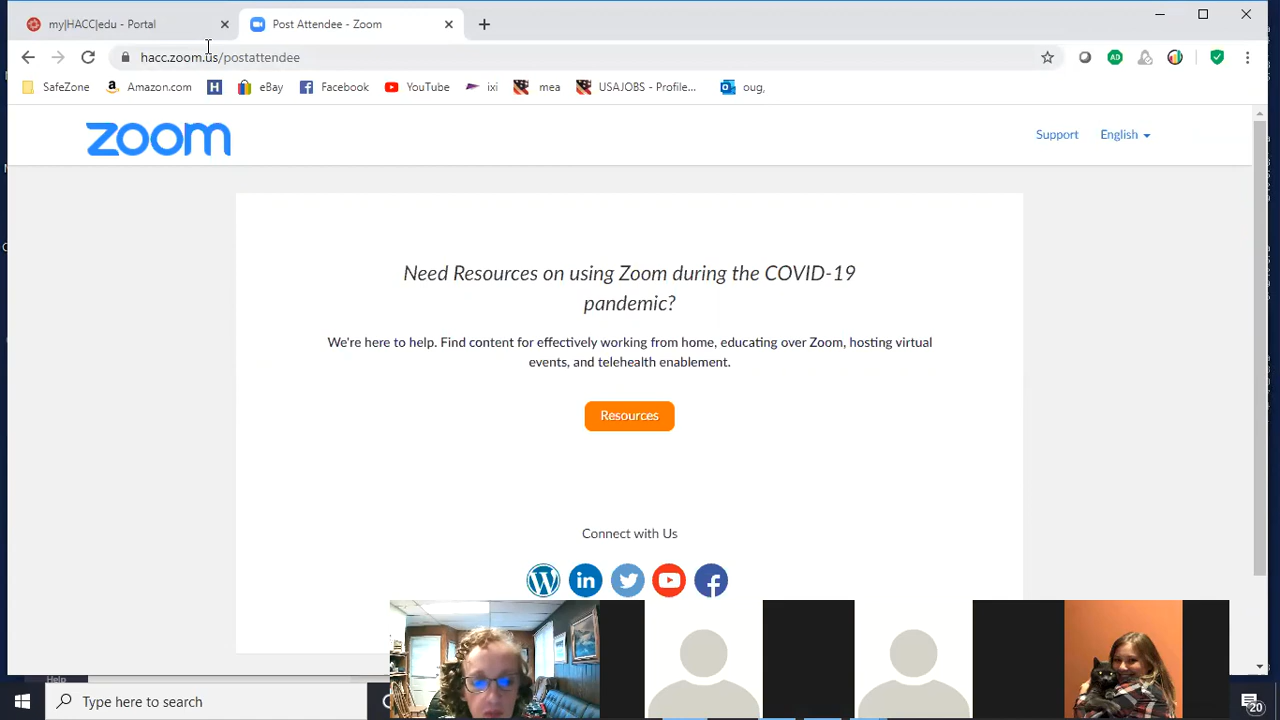 my|HACC|edu - Portal
Post Attendee - Zoom
hacc.zoom.us/postattendee
SafeZone
Amazon.com
H
eBay
Facebook
YouTube
ixi
mea
USAJOBS - Profile...
oug,
zoom
Support
English
Need Resources on using Zoom during the COVID-19
pandemic?
We're here to help. Find content for effectively working from home, educating over Zoom, hosting virtual
events, and telehealth enablement.
Resources
Connect with Us
Help
Type here to search
20